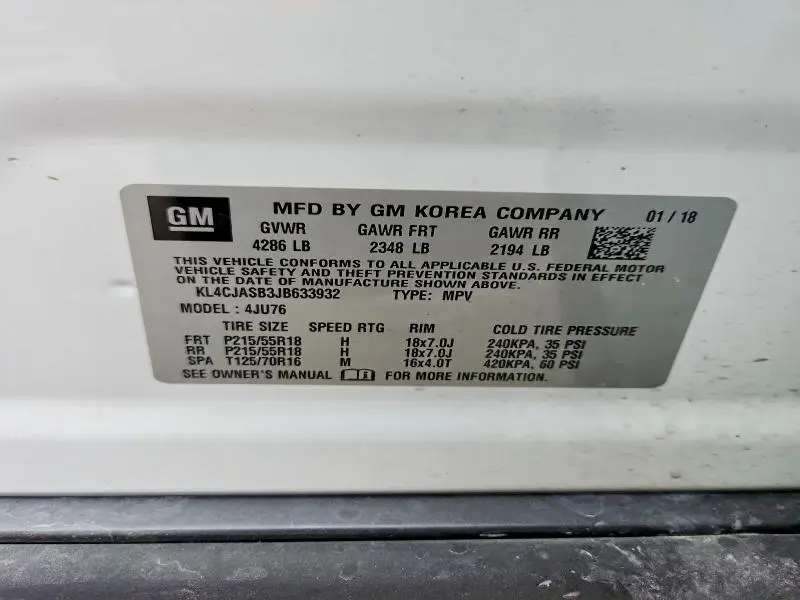 GM MFD BY GM KOREA COMPANY 01 / 18
GVWR GAWR FRT GAWR RR
4286 LB 2348 LB 2194 LB
THIS VEHICLE CONFORMS TO ALL APPLICABLE U.S. FEDERAL MOTOR
VEHICLE SAFETY AND THEFT PREVENTION STANDARDS IN EFFECT
ON THE DATE OF MANUFACTURE SHOWN ABOVE.
KL4CJASB3JB633932 TYPE: MPV
MODEL : 4JU76
TIRE SIZE SPEED RTG RIM COLD TIRE PRESSURE
FRT P215/55R18 H 18x7.0J 240KPA, 35 PSI
RR P215/55R18 H 18x7.0J 240KPA, 35 PSI
SPA T125/70R16 M 16x4.0T 420KPA, 60 PSI
SEE OWNER'S MANUAL FOR MORE INFORMATION.